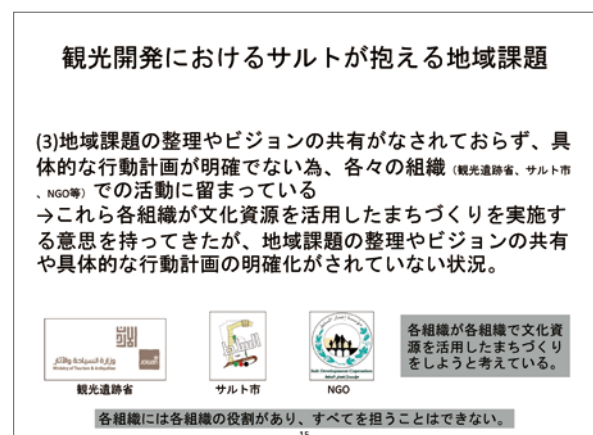 観光開発におけるサルトが抱える地域課題
(3)地域課題の整理やビジョンの共有がなされておらず、具
体的な行動計画が明確でない為、各々の組織（観光遺跡省、サルト市
、NGO等）での活動に留まっている
→これら各組織が文化資源を活用したまちづくりを実施す
る意思を持ってきたが、地域課題の整理やビジョンの共有
や具体的な行動計画の明確化がされていない状況。
وزارة السياحة والآثار
Ministry of Tourism & Antiquities
観光遺跡省
サルト市
Salt Development Corporation
NGO
各組織が各組織で文化資
源を活用したまちづくり
をしようと考えている。
各組織には各組織の役割があり、すべてを担うことはできない。
15